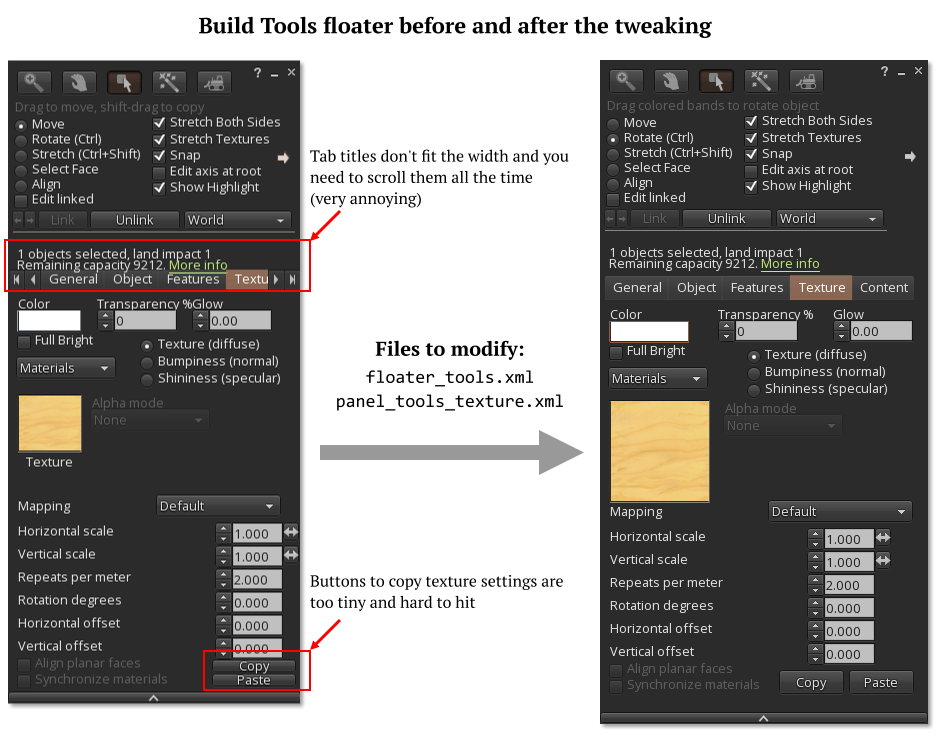 Build Tools floater before and after the tweaking
? _ ×
Drag to move, shift-drag to copy
Move
Rotate (Ctrl)
Stretch (Ctrl+Shift)
Select Face
Align
Edit linked
Stretch Both Sides
Stretch Textures
Snap
Edit axis at root
Show Highlight
Link
Unlink
World
1 objects selected, land impact 1
Remaining capacity 9212. More info
General Object Features Textu
Color
Transparency %
Glow
0
0.00
Full Bright
Materials
Texture (diffuse)
Bumpiness (normal)
Shininess (specular)
Alpha mode
None
Texture
Mapping
Default
Horizontal scale 1.000
Vertical scale 1.000
Repeats per meter 2.000
Rotation degrees 0.000
Horizontal offset 0.000
Vertical offset 0.000
Align planar faces
Synchronize materials
Copy
Paste
Tab titles don't fit the width and you
need to scroll them all the time
(very annoying)
Files to modify:
floater_tools.xml
panel_tools_texture.xml
Buttons to copy texture settings are
too tiny and hard to hit
? _ ×
Drag colored bands to rotate object
Move
Rotate (Ctrl)
Stretch (Ctrl+Shift)
Select Face
Align
Edit linked
Stretch Both Sides
Stretch Textures
Snap
Edit axis at root
Show Highlight
Link
Unlink
World
1 objects selected, land impact 1
Remaining capacity 9212. More info
General Object Features Texture Content
Color
Transparency %
Glow
0
0.00
Full Bright
Materials
Texture (diffuse)
Bumpiness (normal)
Shininess (specular)
Alpha mode
None
Mapping
Default
Horizontal scale 1.000
Vertical scale 1.000
Repeats per meter 2.000
Rotation degrees 0.000
Horizontal offset 0.000
Vertical offset 0.000
Align planar faces
Synchronize materials
Copy
Paste